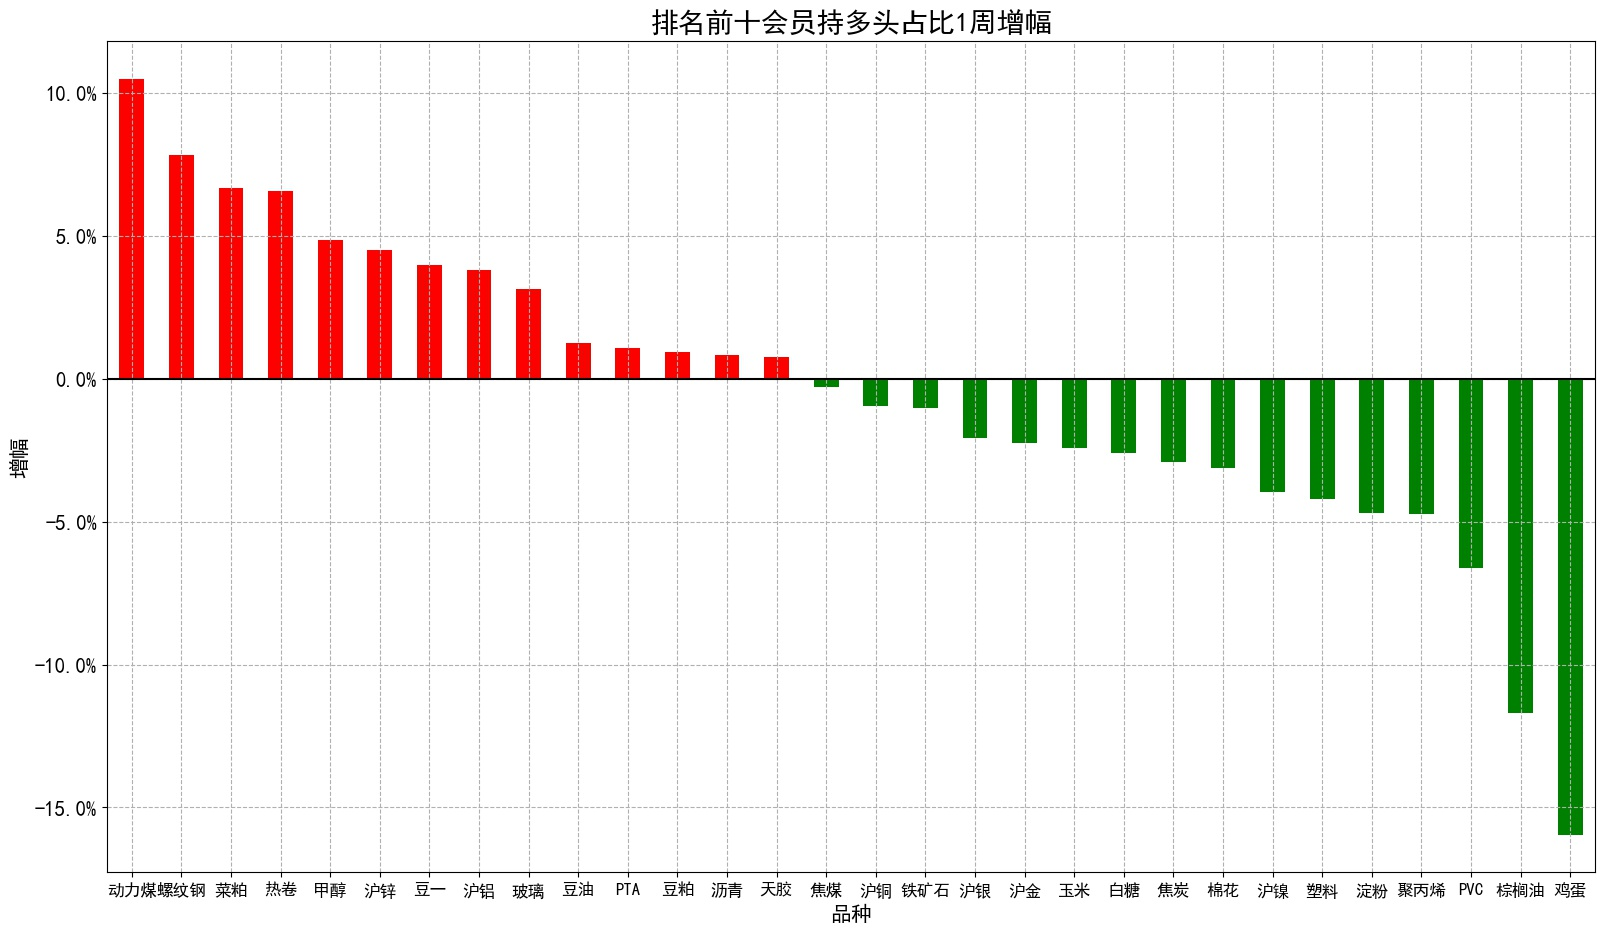 排名前十会员持多头占比1周增幅
10.0%
5.0%
0.0%
−5.0%
−10.0%
−15.0%
增幅
动力煤 螺纹钢 菜粕 热卷 甲醇 沪锌 豆一 沪铝 玻璃 豆油 PTA 豆粕 沥青 天胶 焦煤 沪铜 铁矿石 沪银 沪金 玉米 白糖 焦炭 棉花 沪镍 塑料 淀粉 聚丙烯 PVC 棕榈油 鸡蛋
品种